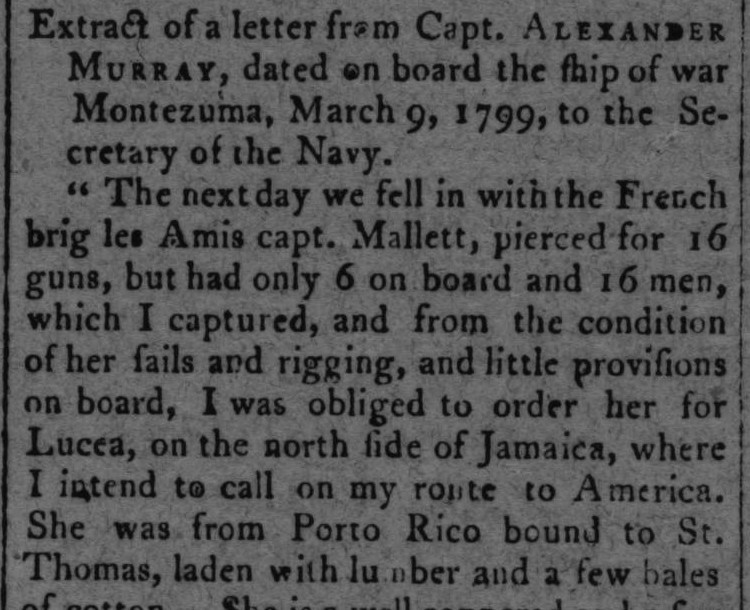 Extract of a letter from Capt. ALEXANDER
MURRAY, dated on board the ſhip of war
Montezuma, March 9, 1799, to the Se-
cretary of the Navy.
“ The next day we fell in with the French
brig les Amis capt. Mallett, pierced for 16
guns, but had only 6 on board and 16 men,
which I captured, and from the condition
of her ſails and rigging, and little proviſions
on board, I was obliged to order her for
Lucea, on the north ſide of Jamaica, where
I intend to call on my route to America.
She was from Porto Rico bound to St.
Thomas, laden with lumber and a few bales
of cotton. She is a well